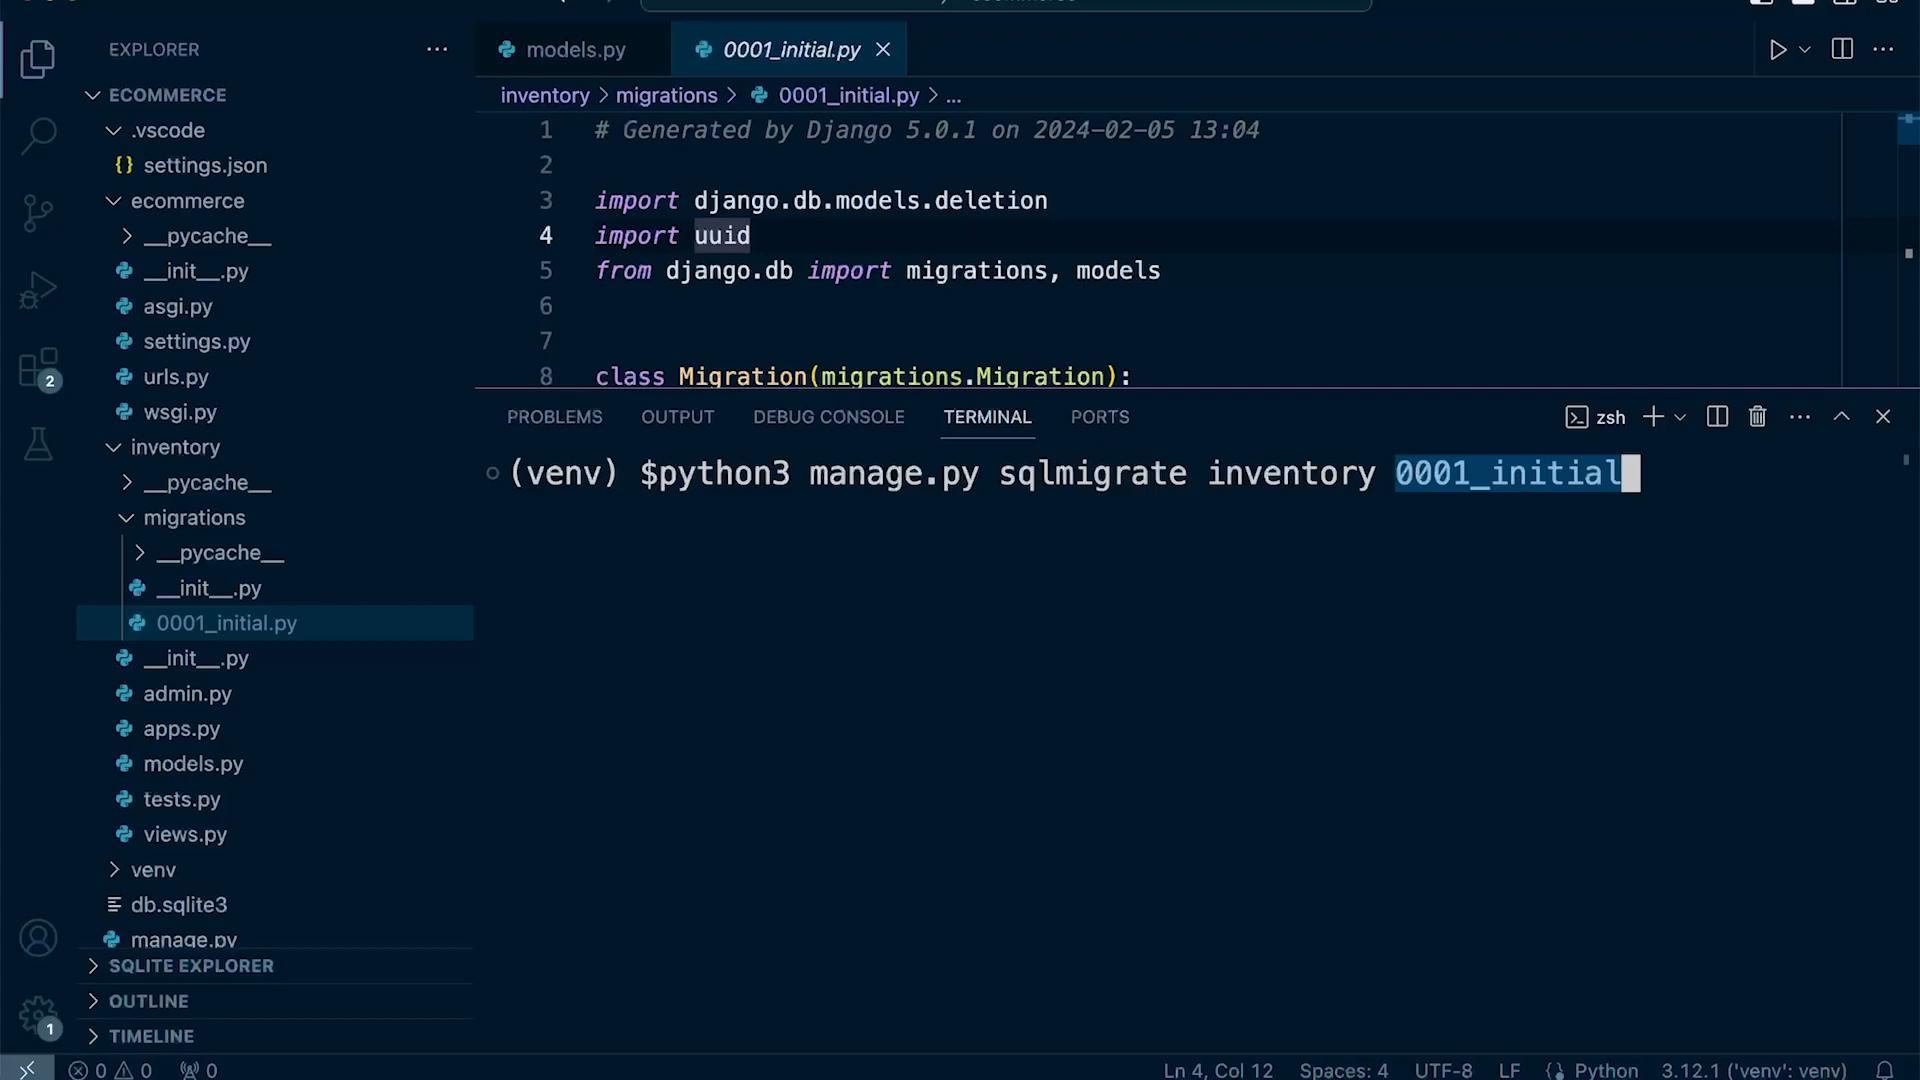 EXPLORER
ECOMMERCE
.vscode
{} settings.json
ecommerce
__pycache__
__init__.py
asgi.py
settings.py
urls.py
wsgi.py
inventory
__pycache__
migrations
__pycache__
__init__.py
0001_initial.py
__init__.py
admin.py
apps.py
models.py
tests.py
views.py
venv
db.sqlite3
manage.py
SQLITE EXPLORER
OUTLINE
TIMELINE
2
1
models.py
0001_initial.py
inventory > migrations > 0001_initial.py > ...
1 # Generated by Django 5.0.1 on 2024-02-05 13:04
2
3 import django.db.models.deletion
4 import uuid
5 from django.db import migrations, models
6
7
8 class Migration(migrations.Migration):
PROBLEMS OUTPUT DEBUG CONSOLE TERMINAL PORTS zsh
(venv) $python3 manage.py sqlmigrate inventory 0001_initial
0 0 0 Ln 4, Col 12 Spaces: 4 UTF-8 LF Python 3.12.1 ('venv': venv)